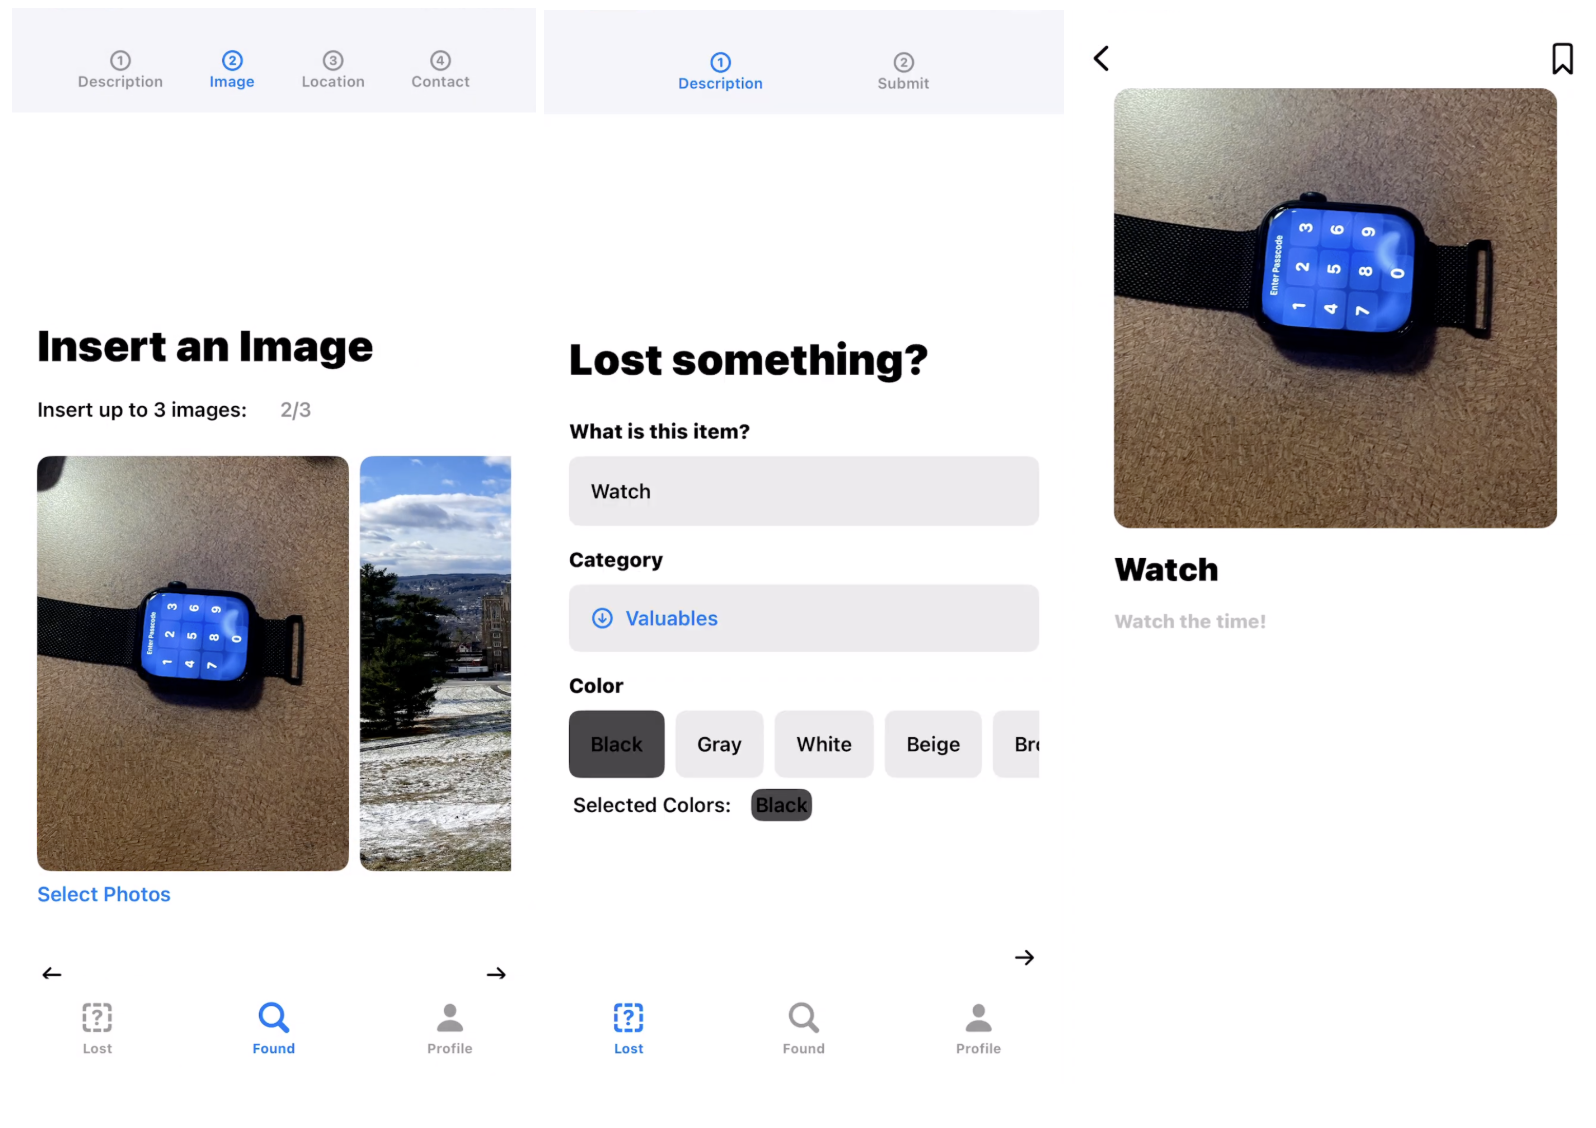 1 2 3 4
Description Image Location Contact
Insert an Image
Insert up to 3 images: 2/3
Enter Passcode
1 2 3
4 5 6
7 8 9
0
Select Photos
Lost Found Profile
1 2
Description Submit
Lost something?
What is this item?
Watch
Category
Valuables
Color
Black Gray White Beige Bro
Selected Colors: Black
? Lost Found Profile
Enter Passcode
1 2 3
4 5 6
7 8 9
0
Watch
Watch the time!